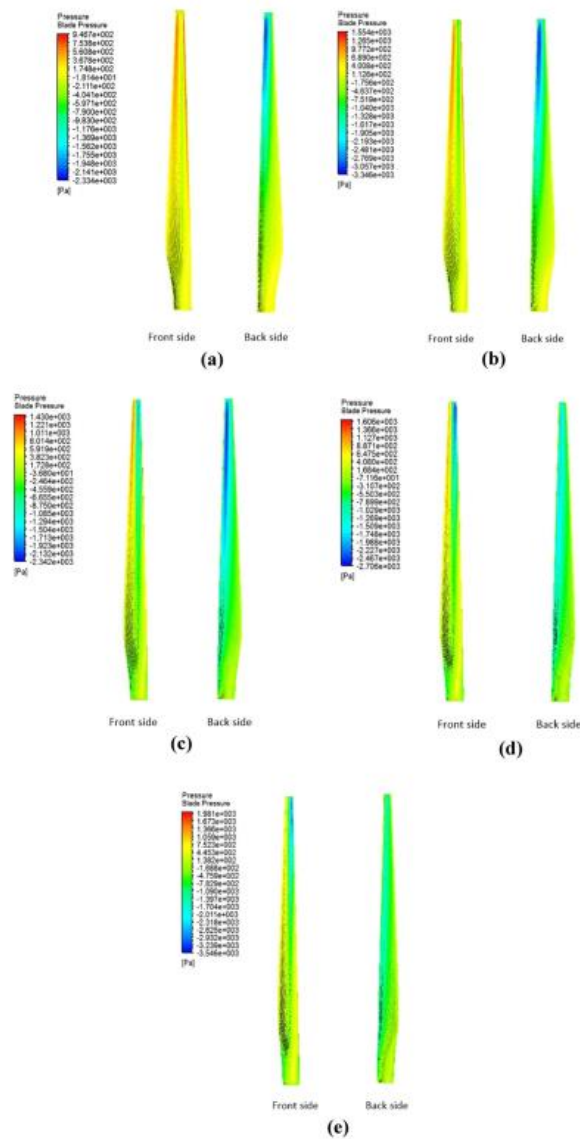 Pressure
Blade Pressure
9.467e+002
7.538e+002
5.608e+002
3.678e+002
1.748e+002
-1.814e+001
-2.111e+002
-4.041e+002
-5.971e+002
-7.900e+002
-9.830e+002
-1.176e+003
-1.369e+003
-1.562e+003
-1.755e+003
-1.948e+003
-2.141e+003
-2.334e+003
[Pa]
Front side
Back side
(a)
Pressure
Blade Pressure
1.554e+003
1.265e+003
9.772e+002
6.890e+002
4.008e+002
1.126e+002
-1.756e+002
-4.637e+002
-7.519e+002
-1.040e+003
-1.328e+003
-1.617e+003
-1.905e+003
-2.193e+003
-2.481e+003
-2.769e+003
-3.057e+003
-3.346e+003
[Pa]
Front side
Back side
(b)
Pressure
Blade Pressure
1.430e+003
1.221e+003
1.011e+003
8.014e+002
5.919e+002
3.823e+002
1.728e+002
-3.680e+001
-2.464e+002
-4.559e+002
-6.655e+002
-8.750e+002
-1.085e+003
-1.294e+003
-1.504e+003
-1.713e+003
-1.923e+003
-2.132e+003
-2.342e+003
[Pa]
Front side
Back side
(c)
Pressure
Blade Pressure
1.606e+003
1.366e+003
1.127e+003
8.871e+002
6.475e+002
4.080e+002
1.684e+002
-7.116e+001
-3.107e+002
-5.503e+002
-7.899e+002
-1.029e+003
-1.269e+003
-1.509e+003
-1.748e+003
-1.988e+003
-2.227e+003
-2.467e+003
-2.706e+003
[Pa]
Front side
Back side
(d)
Pressure
Blade Pressure
1.981e+003
1.673e+003
1.366e+003
1.059e+003
7.523e+002
4.453e+002
1.382e+002
-1.688e+002
-4.759e+002
-7.829e+002
-1.090e+003
-1.397e+003
-1.704e+003
-2.011e+003
-2.318e+003
-2.625e+003
-2.932e+003
-3.239e+003
-3.546e+003
[Pa]
Front side
Back side
(e)